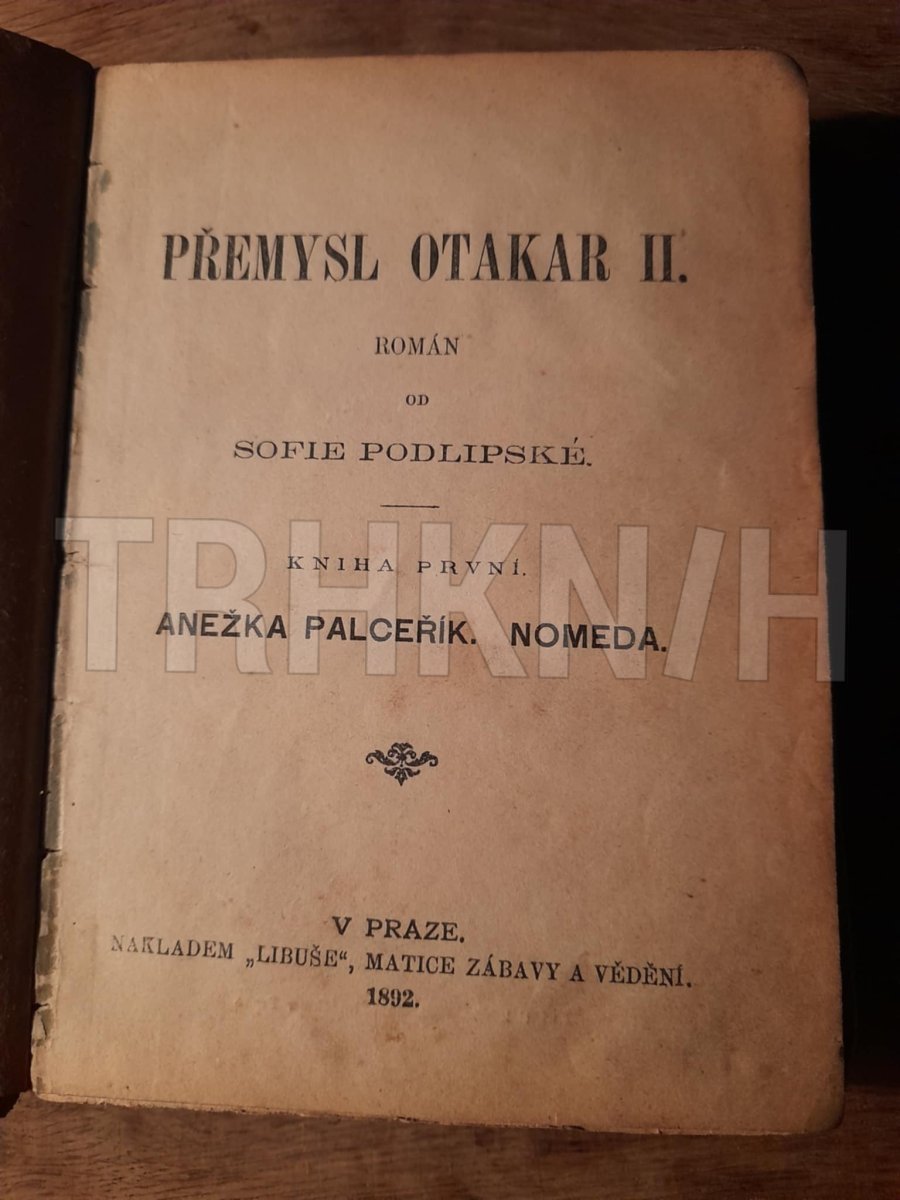 PŘEMYSL OTAKAR II.
ROMÁN
OD
SOFIE PODLIPSKÉ.
KNIHA PRVNÍ.
TRHKN/H
ANEŽKA PALCEŘÍK. NOMEDA.
V PRAZE.
NAKLADEM „LIBUŠE“, MATICE ZÁBAVY A VĚDĚNÍ.
1892.